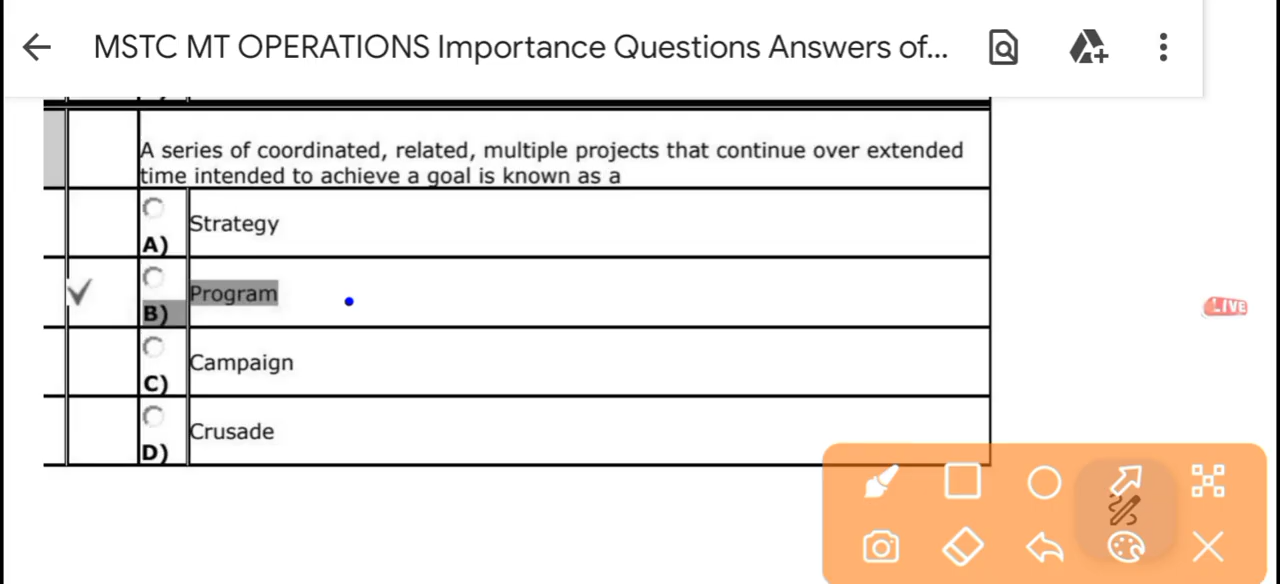 MSTC MT OPERATIONS Importance Questions Answers of...
A series of coordinated, related, multiple projects that continue over extended
time intended to achieve a goal is known as a
A) Strategy
B) Program
C) Campaign
D) Crusade
LIVE